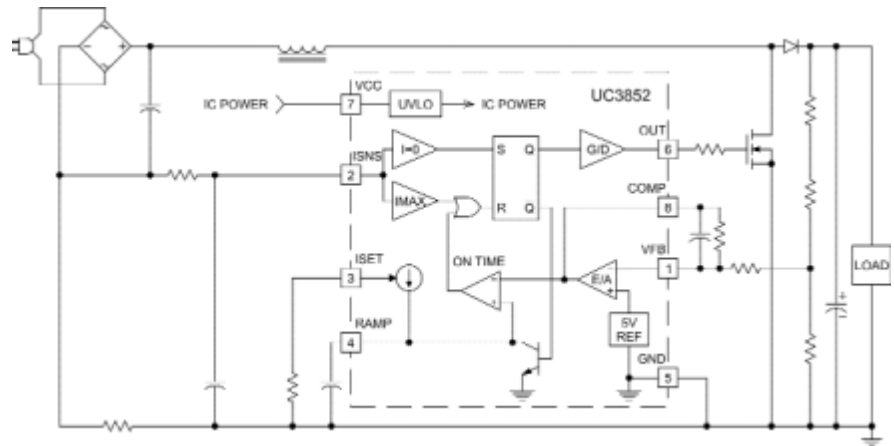 VCC
IC POWER
7
UVLO
IC POWER
UC3852
OUT
ISNS
I=0
S Q
G/D
6
2
COMP
IMAX
R Q
8
VFB
ISET
ON TIME
3
E/A
1
LOAD
RAMP
5V
REF
4
GND
5